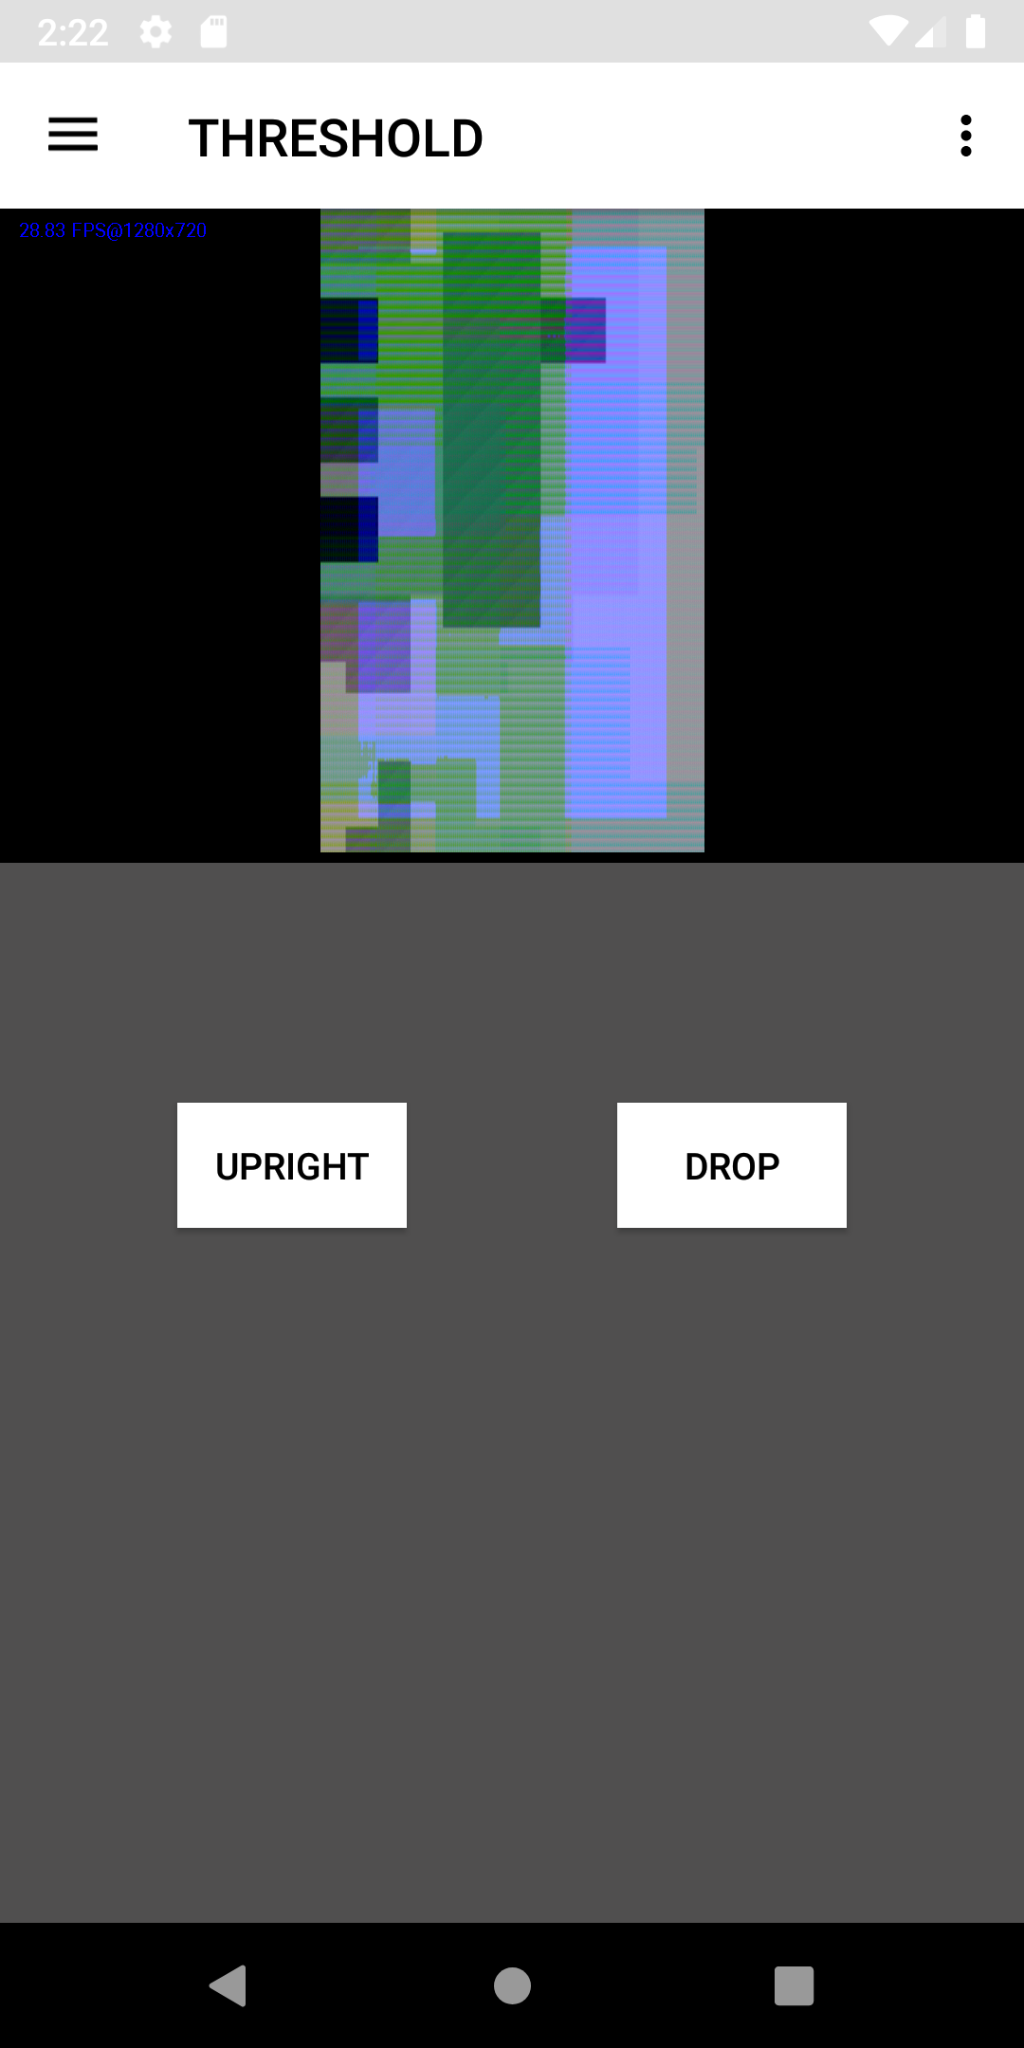 2:22
THRESHOLD
28.83 FPS@1280x720
UPRIGHT
DROP